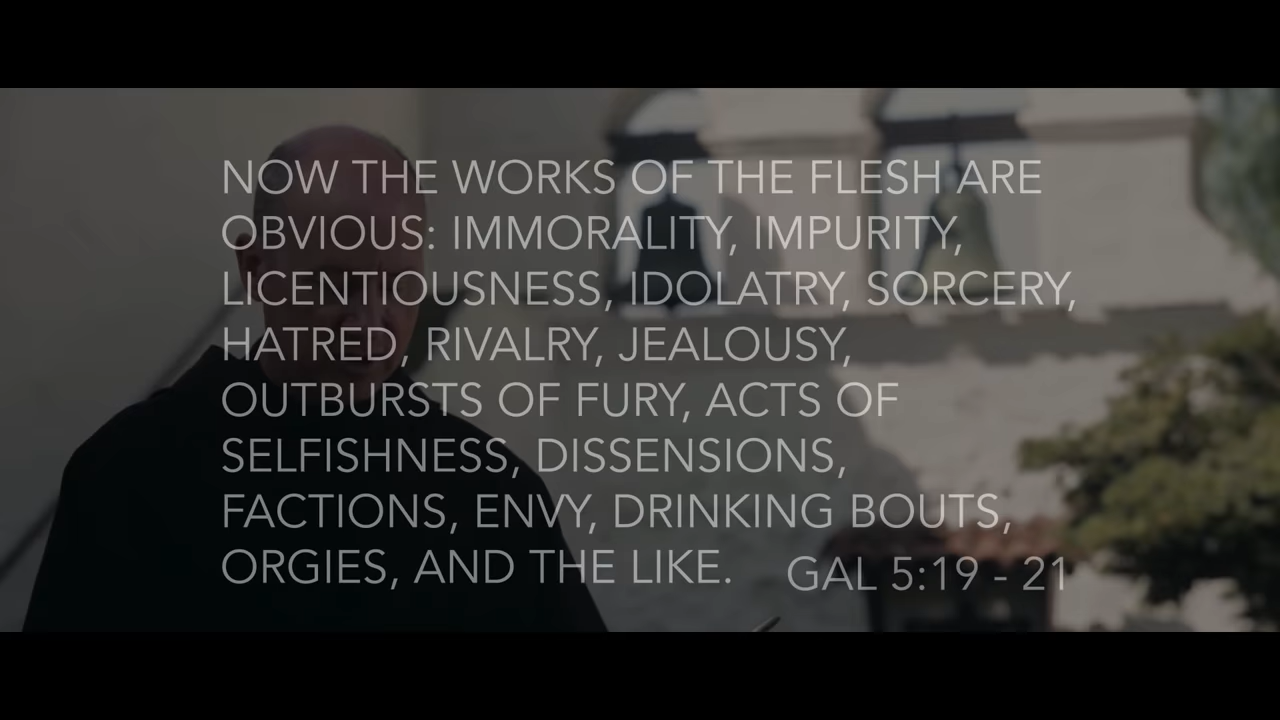 NOW THE WORKS OF THE FLESH ARE
OBVIOUS: IMMORALITY, IMPURITY,
LICENTIOUSNESS, IDOLATRY, SORCERY,
HATRED, RIVALRY, JEALOUSY,
OUTBURSTS OF FURY, ACTS OF
SELFISHNESS, DISSENSIONS,
FACTIONS, ENVY, DRINKING BOUTS,
ORGIES, AND THE LIKE.
GAL 5:19 - 21